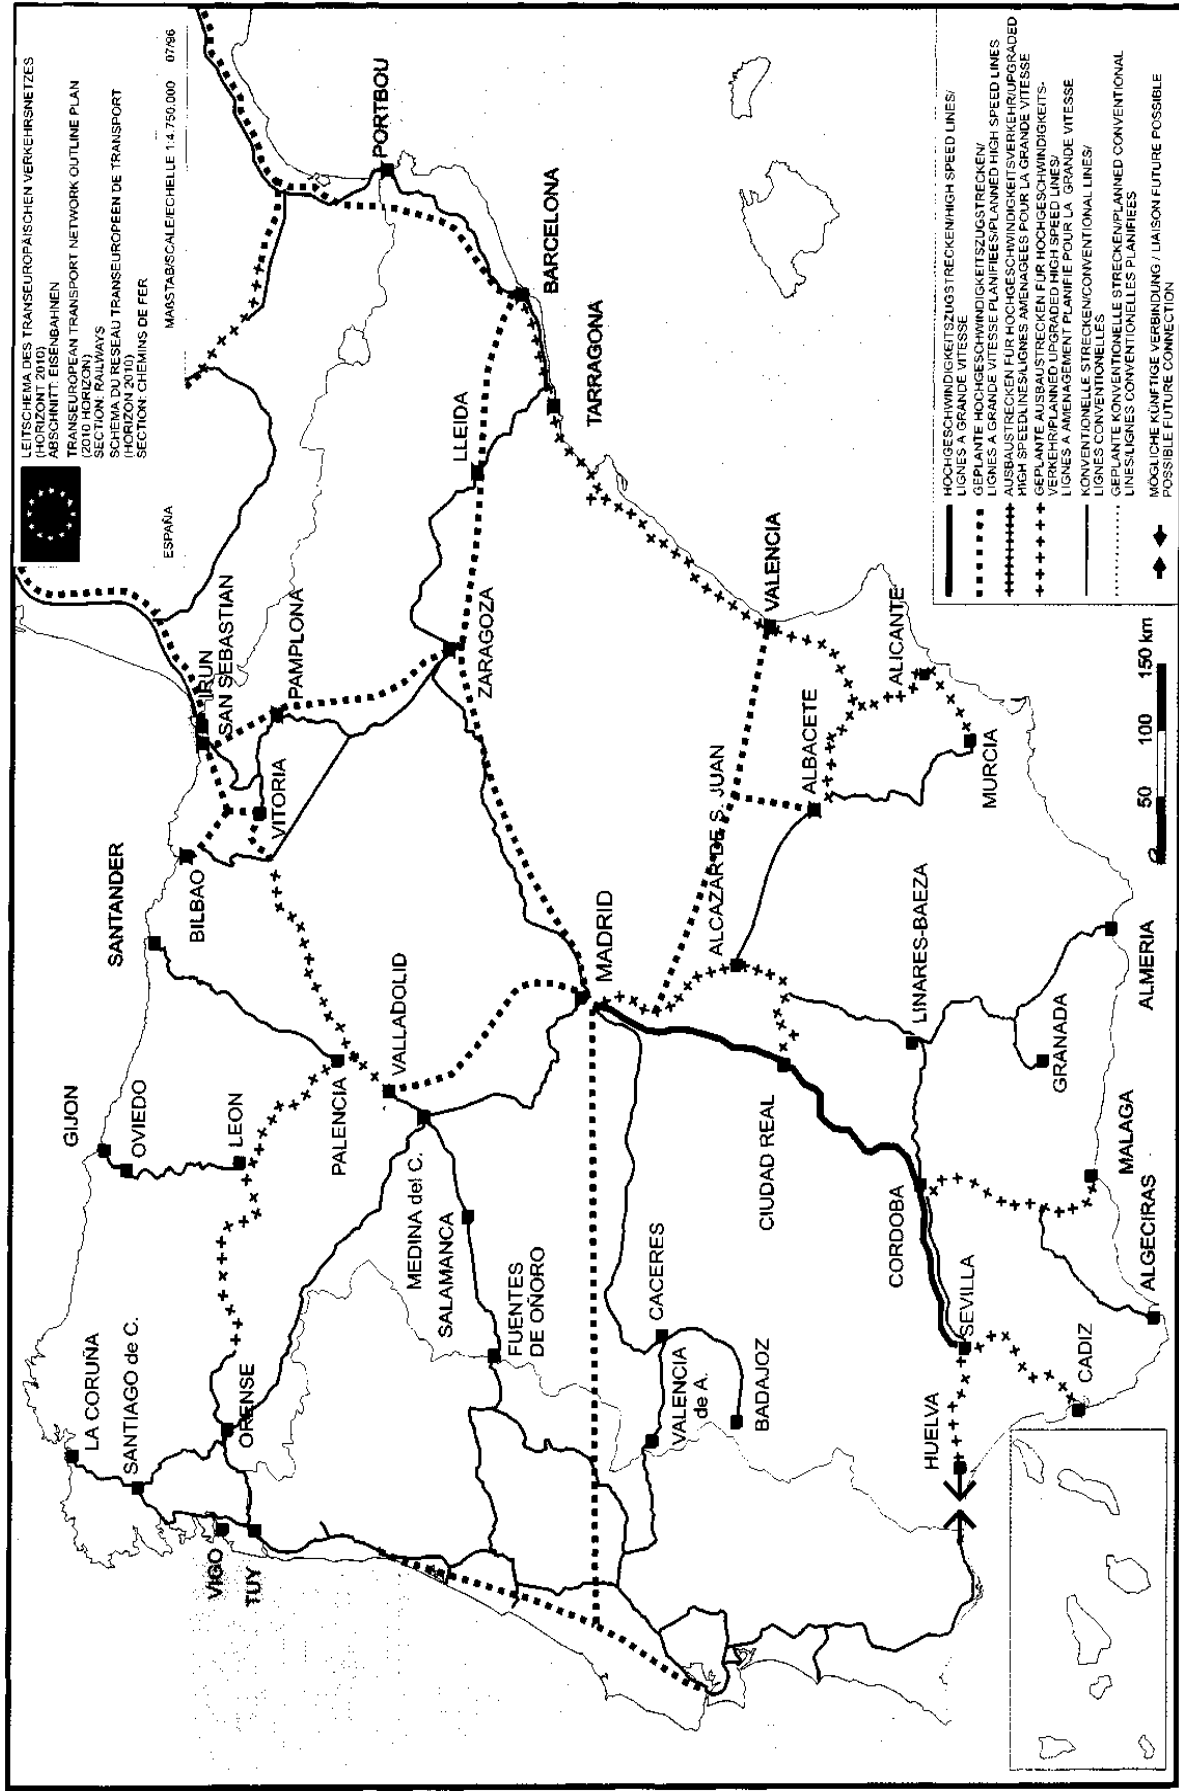 LEITSCHEMA DES TRANSEUROPÄISCHEN VERKEHRSNETZES
(HORIZONT 2010)
ABSCHNITT: EISENBAHNEN
TRANSEUROPEAN TRANSPORT NETWORK OUTLINE PLAN
(2010 HORIZON)
SECTION: RAILWAYS
SCHEMA DU RESEAU TRANSEUROPEEN DE TRANSPORT
(HORIZON 2010)
SECTION: CHEMINS DE FER
ESPAÑA
MAßSTAB/SCALE/ECHELLE 1:4.750.000 07/96
LA CORUÑA
SANTIAGO de C.
VIGO
TUY
ORENSE
GIJON
OVIEDO
LEON
SANTANDER
BILBAO
IRUN
SAN SEBASTIAN
VITORIA
PAMPLONA
PALENCIA
VALLADOLID
MEDINA del C.
SALAMANCA
FUENTES
DE OÑORO
ZARAGOZA
LLEIDA
PORTBOU
BARCELONA
TARRAGONA
MADRID
CACERES
VALENCIA
de A.
BADAJOZ
CIUDAD REAL
ALCAZAR DE S. JUAN
ALBACETE
VALENCIA
ALICANTE
MURCIA
LINARES-BAEZA
CORDOBA
SEVILLA
HUELVA
CADIZ
GRANADA
ALMERIA
MALAGA
ALGECIRAS
0 50 100 150 km
HOCHGESCHWINDIGKEITSZUGSTRECKEN/HIGH SPEED LINES/
LIGNES A GRANDE VITESSE
GEPLANTE HOCHGESCHWINDIGKEITSZUGSTRECKEN/
LIGNES A GRANDE VITESSE PLANIFIEES/PLANNED HIGH SPEED LINES
AUSBAUSTRECKEN FÜR HOCHGESCHWINDIGKEITSVERKEHR/UPGRADED
HIGH SPEEDLINES/LIGNES AMENAGEES POUR LA GRANDE VITESSE
GEPLANTE AUSBAUSTRECKEN FÜR HOCHGESCHWINDIGKEITS-
VERKEHR/PLANNED UPGRADED HIGH SPEED LINES/
LIGNES A AMENAGEMENT PLANIFIE POUR LA GRANDE VITESSE
KONVENTIONELLE STRECKEN/CONVENTIONAL LINES/
LIGNES CONVENTIONELLES
GEPLANTE KONVENTIONELLE STRECKEN/PLANNED CONVENTIONAL
LINES/LIGNES CONVENTIONELLES PLANIFIEES
MÖGLICHE KÜNFTIGE VERBINDUNG / LIAISON FUTURE POSSIBLE
POSSIBLE FUTURE CONNECTION